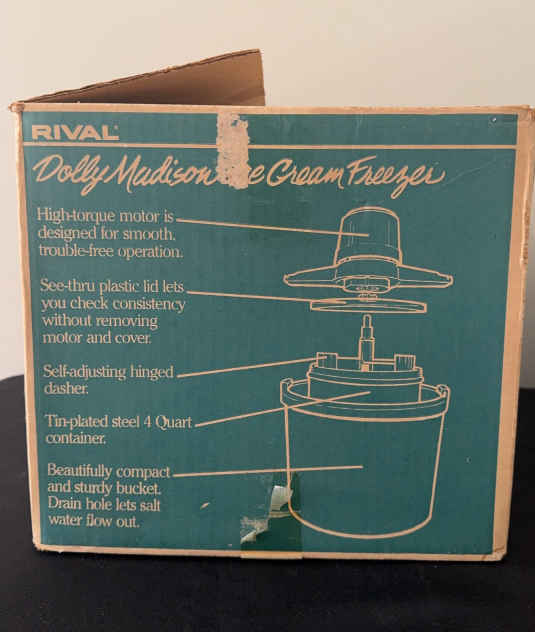 RIVAL
Dolly Madison Cream Freezer
High-torque motor is
designed for smooth,
trouble-free operation.
See-thru plastic lid lets
you check consistency
without removing
motor and cover.
Self-adjusting hinged
dasher.
Tin-plated steel 4 Quart
container.
Beautifully compact
and sturdy bucket.
Drain hole lets salt
water flow out.